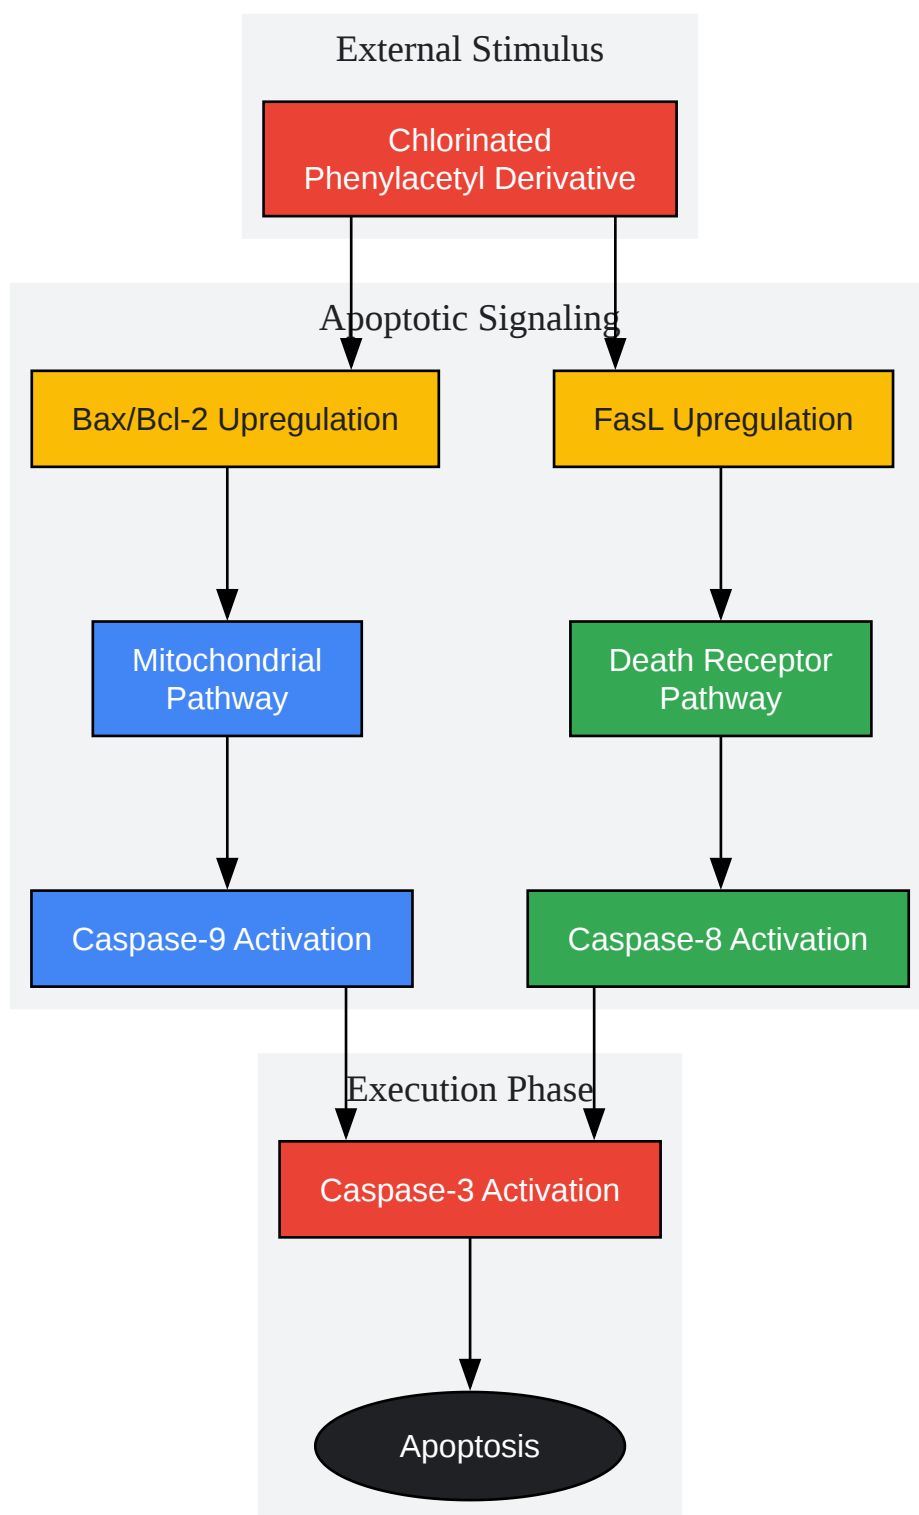 External Stimulus
Chlorinated
Phenylacetyl Derivative
Apoptotic Signaling
Bax/Bcl-2 Upregulation
FasL Upregulation
Mitochondrial
Pathway
Death Receptor
Pathway
Caspase-9 Activation
Caspase-8 Activation
Execution Phase
Caspase-3 Activation
Apoptosis